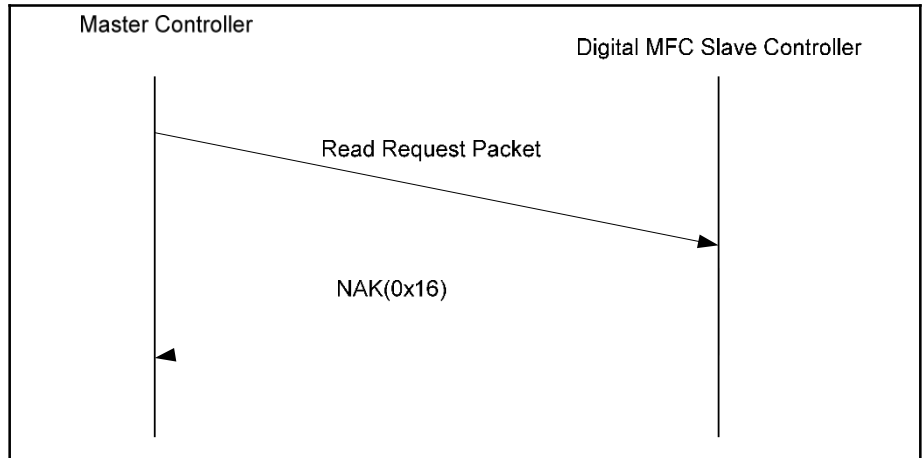 Master Controller
Digital MFC Slave Controller
Read Request Packet
NAK(0x16)